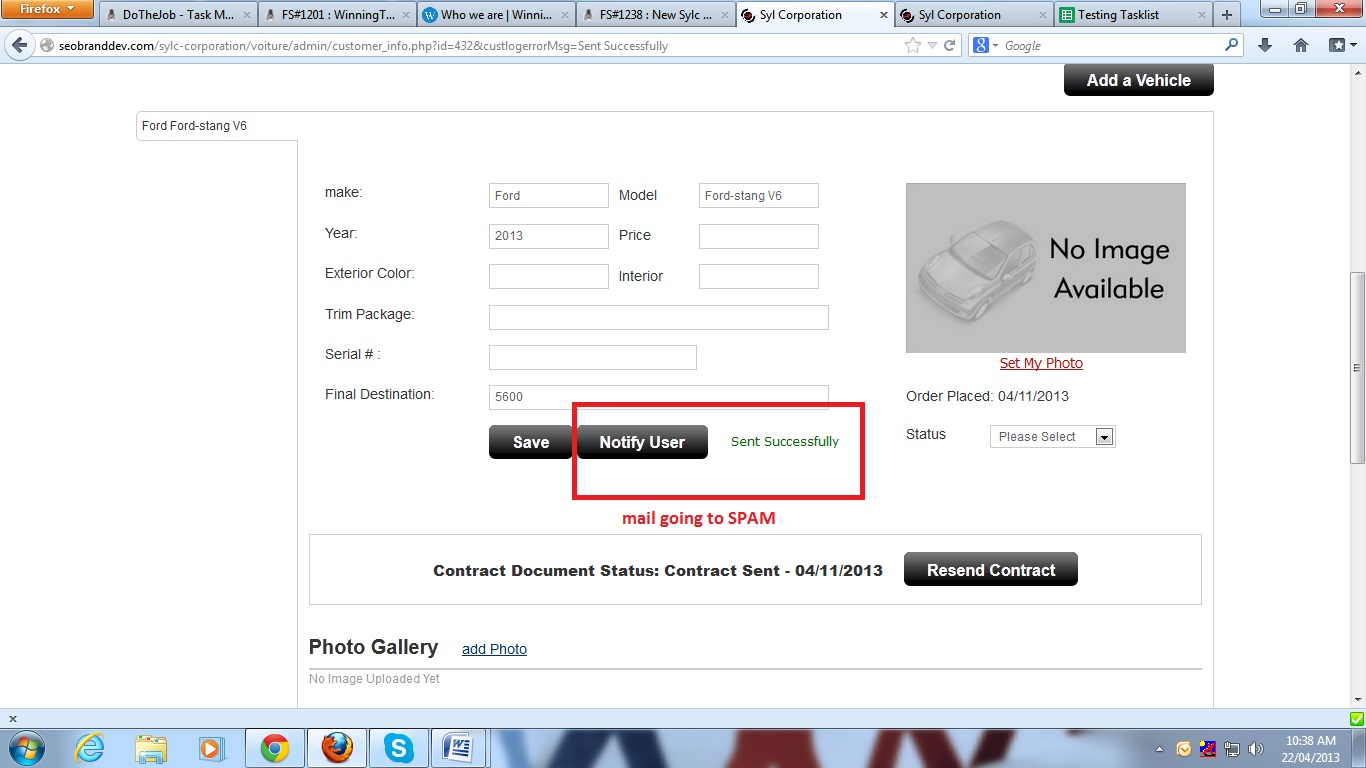 Firefox
DoTheJob - Task M...
FS#1201 : WinningT...
Who we are | Winni...
FS#1238 : New Sylc ...
Syl Corporation
Syl Corporation
Testing Tasklist
seobranddev.com/sylc-corporation/voiture/admin/customer_info.php?id=432&custlogerrorMsg=Sent Successfully
Google
Add a Vehicle
Ford Ford-stang V6
make: Ford Model Ford-stang V6
Year: 2013 Price
Exterior Color: Interior
Trim Package:
Serial # :
Final Destination: 5600
No Image
Available
Set My Photo
Order Placed: 04/11/2013
Status Please Select
Save Notify User Sent Successfully
mail going to SPAM
Contract Document Status: Contract Sent - 04/11/2013 Resend Contract
Photo Gallery add Photo
No Image Uploaded Yet
10:38 AM
22/04/2013